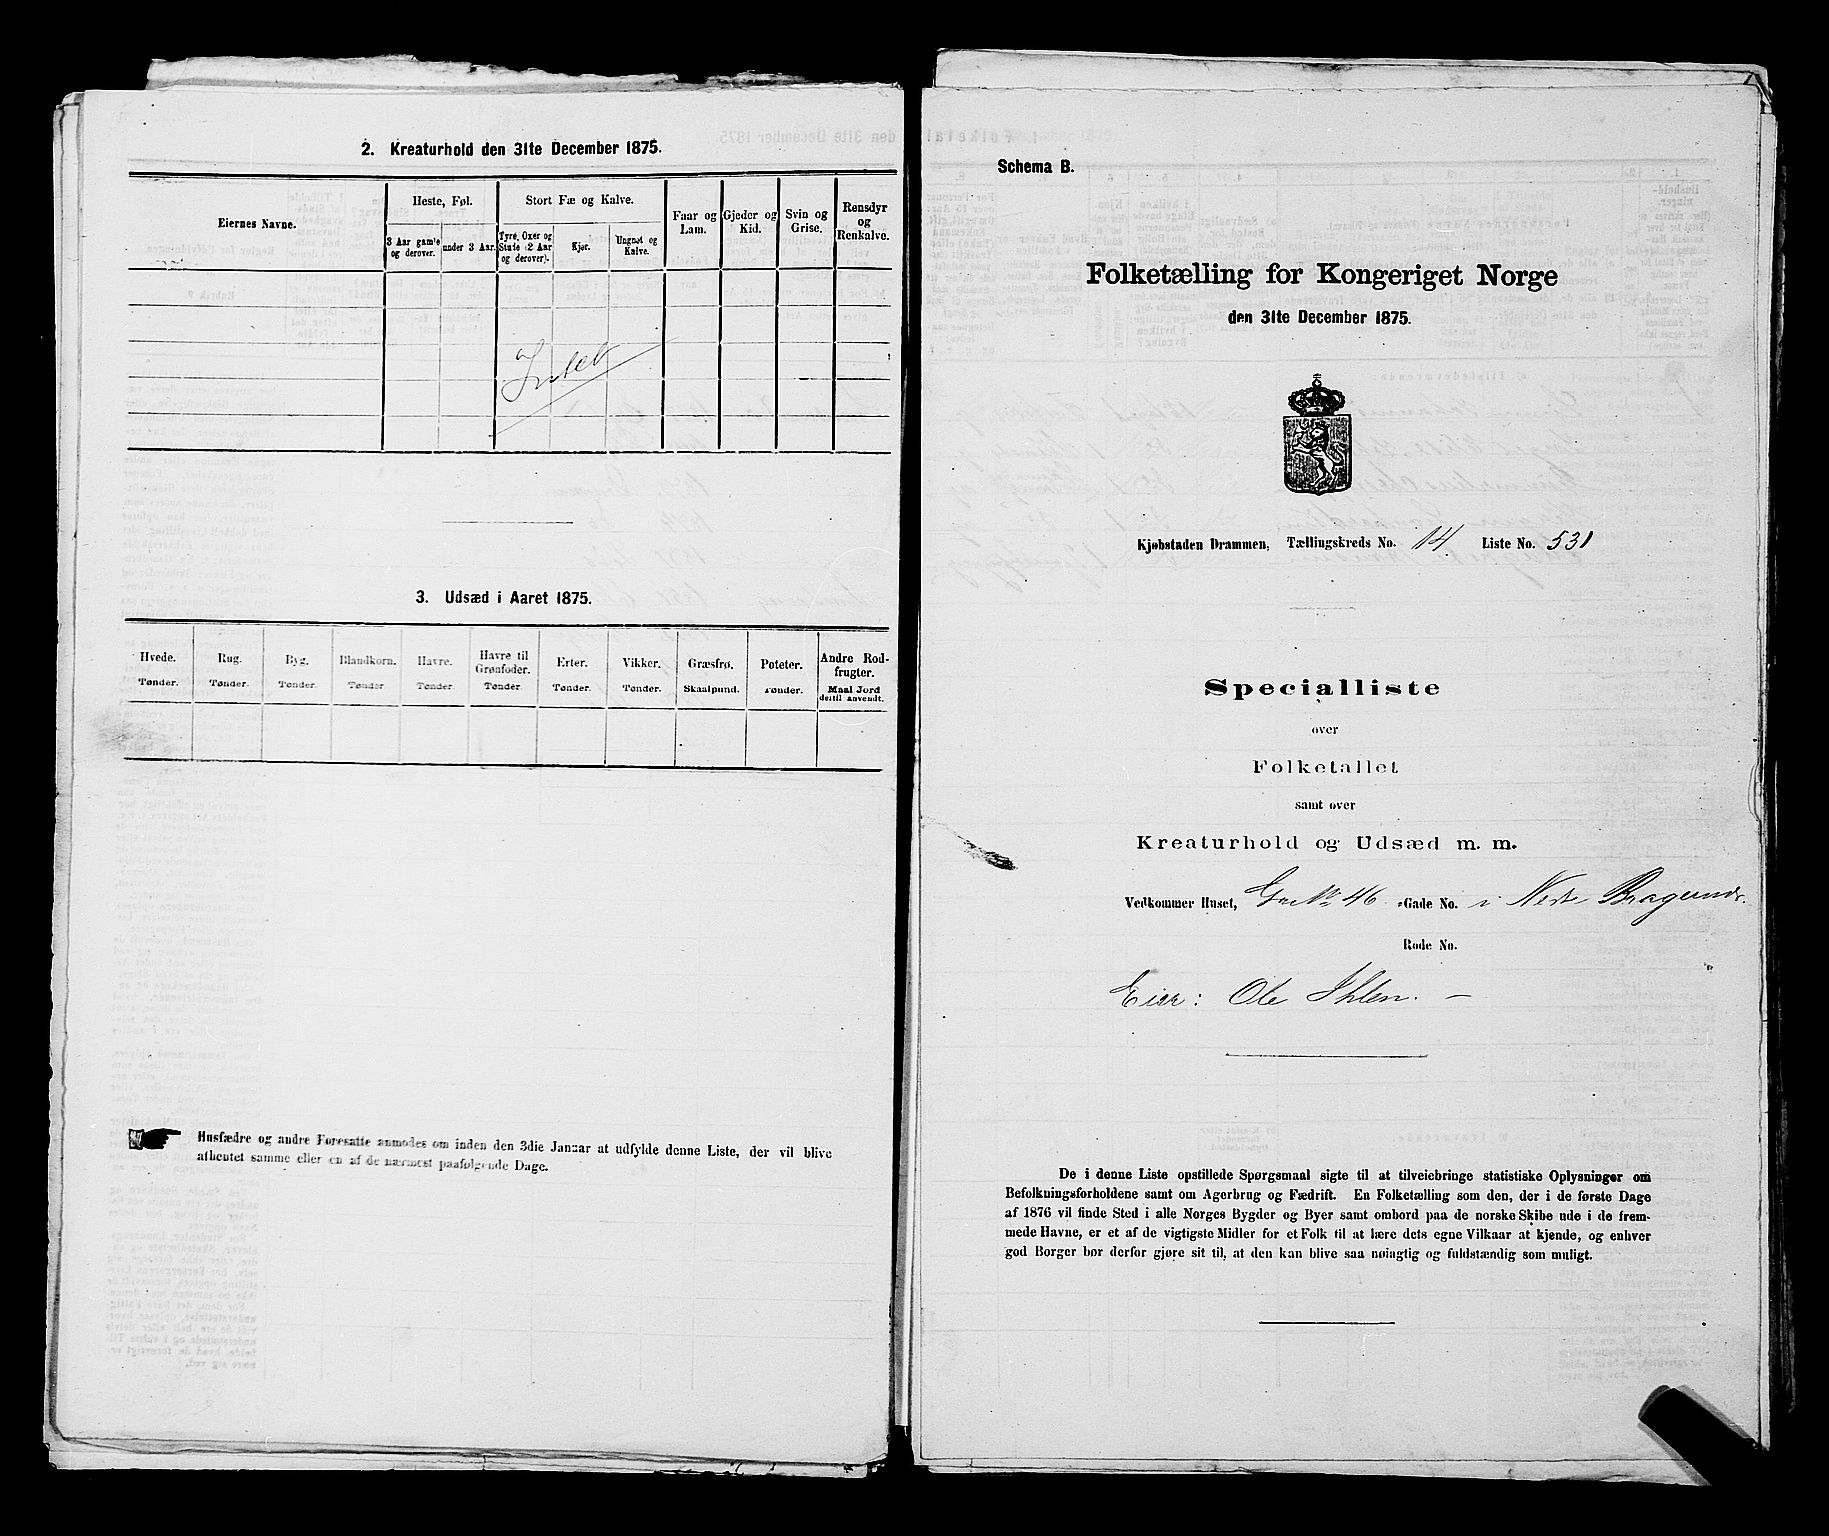 2. Kreaturhold den 31te December 1875.
Eiernes Navne.
Heste, Føl.
3 Aar gamle og derover.
under 3 Aar.
Stort Fæ og Kalve.
Tyre, Oxer og Stude (2 Aar og derover).
Kjør.
Ungnøt og Kalve.
Faar og Lam.
Gjeder og Kid.
Svin og Grise.
Rensdyr og Renkalve.
Intet
3. Udsæd i Aaret 1875.
Hvede. Tønder.
Rug. Tønder.
Byg. Tønder.
Blandkorn. Tønder.
Havre. Tønder.
Havre til Grønfoder. Tønder.
Erter. Tønder.
Vikker. Tønder.
Græsfrø. Skaalpund.
Poteter. Tønder.
Andre Rodfrugter. Maal Jord dertil anvendt.
Husfædre og andre Foresatte anmodes om inden den 3die Januar at udfylde denne Liste, der vil blive
afhentet samme eller en af de nærmest paafølgende Dage.
Schema B.
Folketælling for Kongeriget Norge
den 31te December 1875.
Kjøbstaden Drammen, Tællingskreds No. 14. Liste No. 531
Specialliste
over
Folketallet
samt over
Kreaturhold og Udsæd m. m.
Vedkommer Huset, Gr No 46 -Gade No. i Nedre Bragernæs.
Rode No.
Eier: Ole Ihlen. —
De i denne Liste opstillede Spørgsmaal sigte til at tilveiebringe statistiske Oplysninger om
Befolkningsforholdene samt om Agerbrug og Fædrift. En Folketælling som den, der i de første Dage
af 1876 vil finde Sted i alle Norges Bygder og Byer samt ombord paa de norske Skibe ude i de frem-
mede Havne, er et af de vigtigste Midler for et Folk til at lære dets egne Vilkaar at kjende, og enhver
god Borger bør derfor gjøre sit til, at den kan blive saa nøiagtig og fuldstændig som muligt.